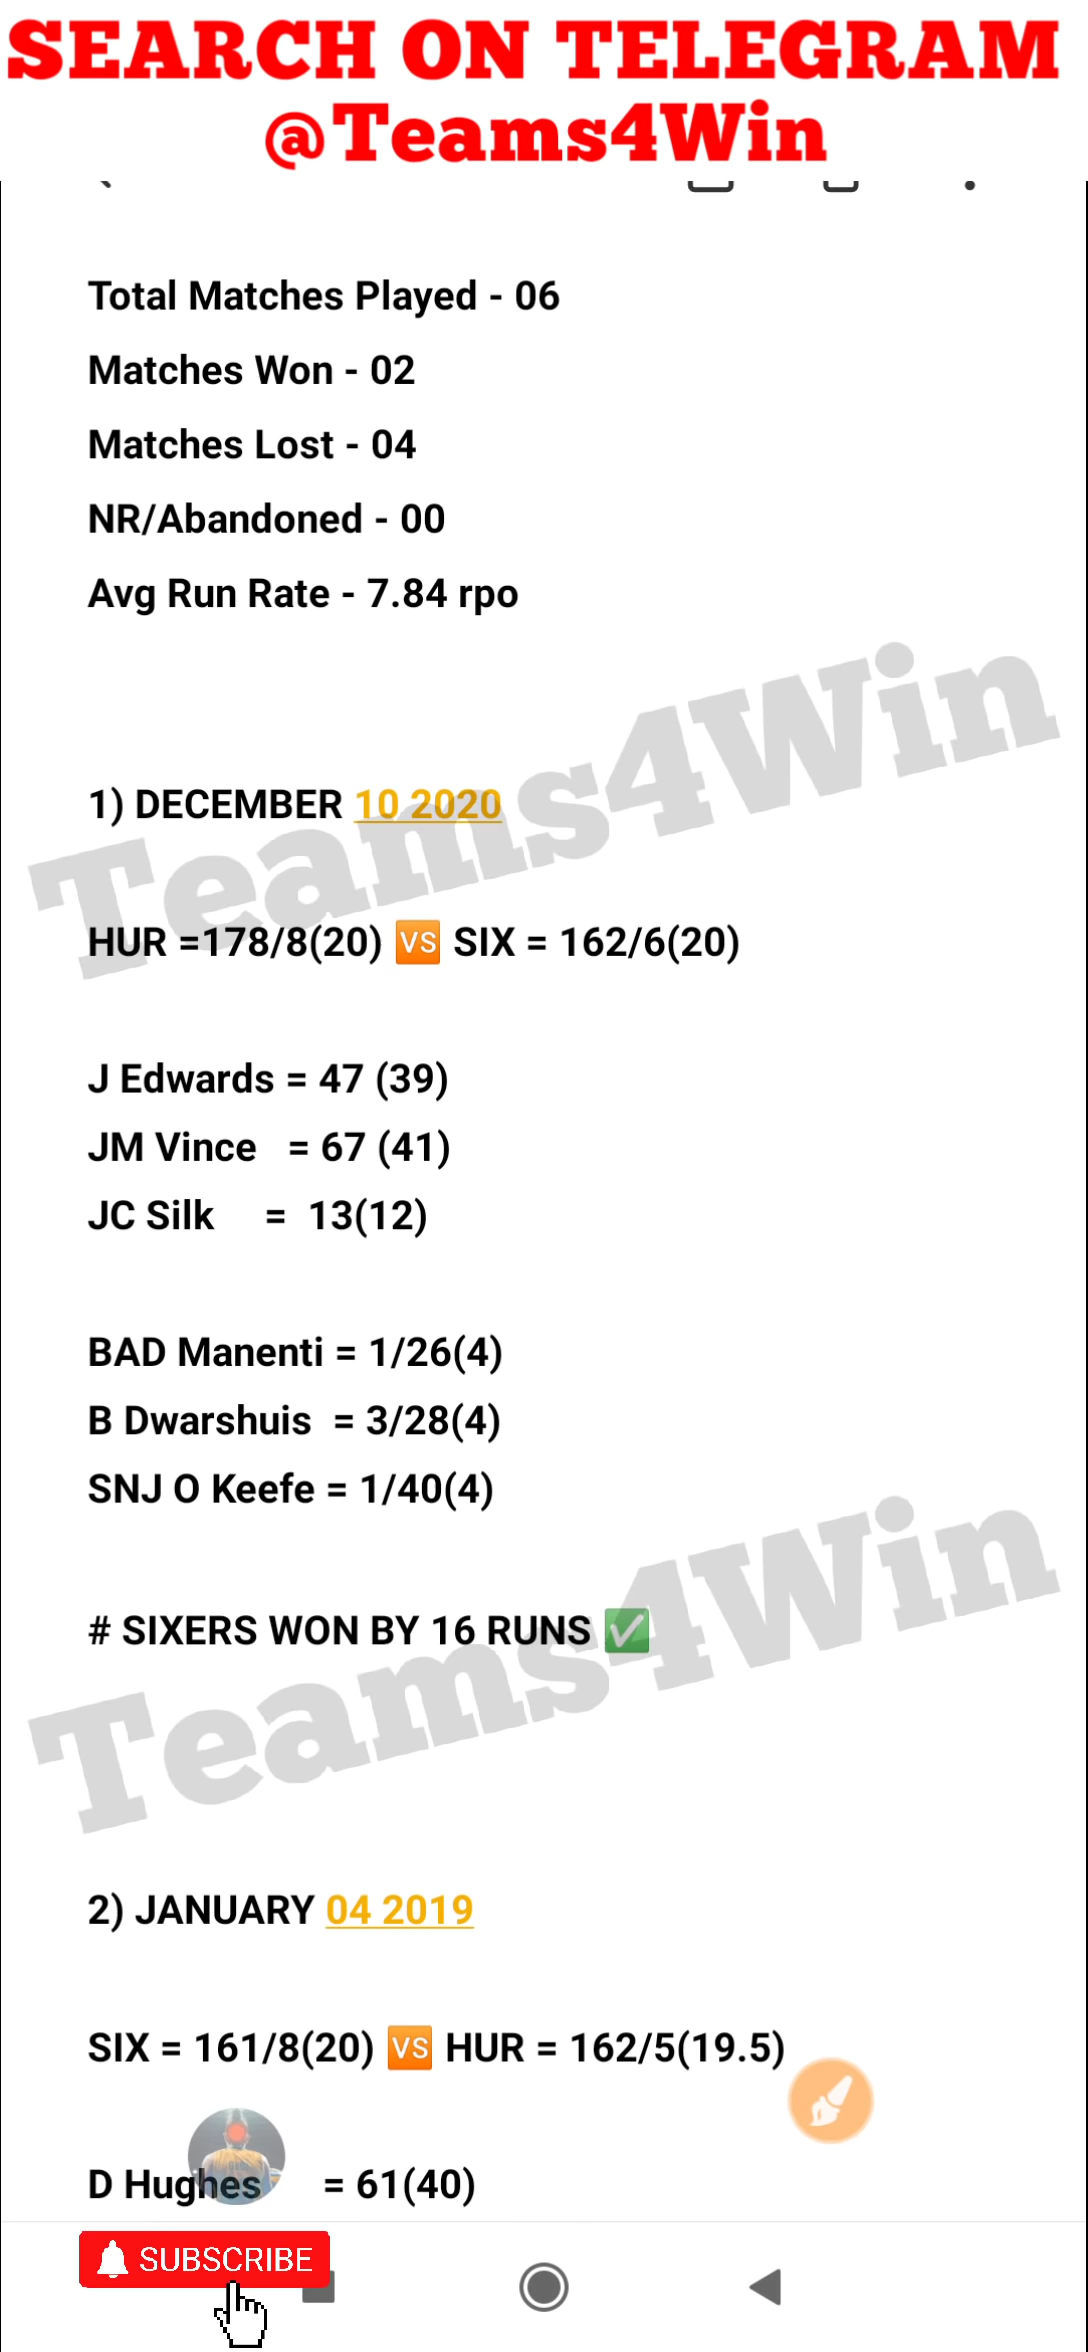 SEARCH ON TELEGRAM
@Teams4Win
Total Matches Played - 06
Matches Won - 02
Matches Lost - 04
NR/Abandoned - 00
Avg Run Rate - 7.84 rpo
Teams4Win
1) DECEMBER 10 2020
HUR =178/8(20) VS SIX = 162/6(20)
J Edwards = 47 (39)
JM Vince = 67 (41)
JC Silk = 13(12)
BAD Manenti = 1/26(4)
B Dwarshuis = 3/28(4)
SNJ O Keefe = 1/40(4)
Teams4Win
# SIXERS WON BY 16 RUNS ✅
2) JANUARY 04 2019
SIX = 161/8(20) VS HUR = 162/5(19.5)
D Hughes = 61(40)
SUBSCRIBE